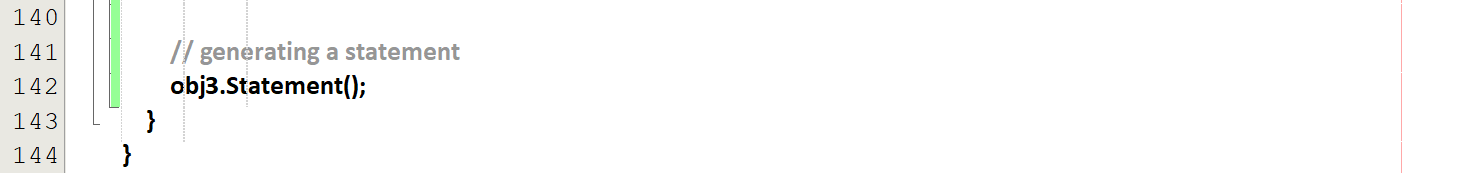 140
141 // generating a statement
142 obj3.Statement();
143 }
144 }